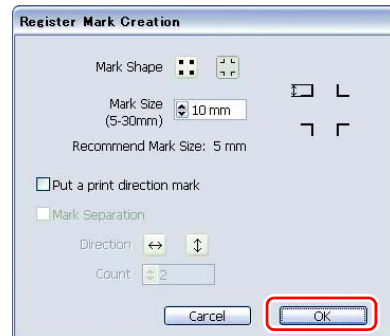 Register Mark Creation
Mark Shape
Mark Size
(5-30mm)
10 mm
Recommend Mark Size: 5 mm
Put a print direction mark
Mark Separation
Direction
Count
2
Carcel
OK